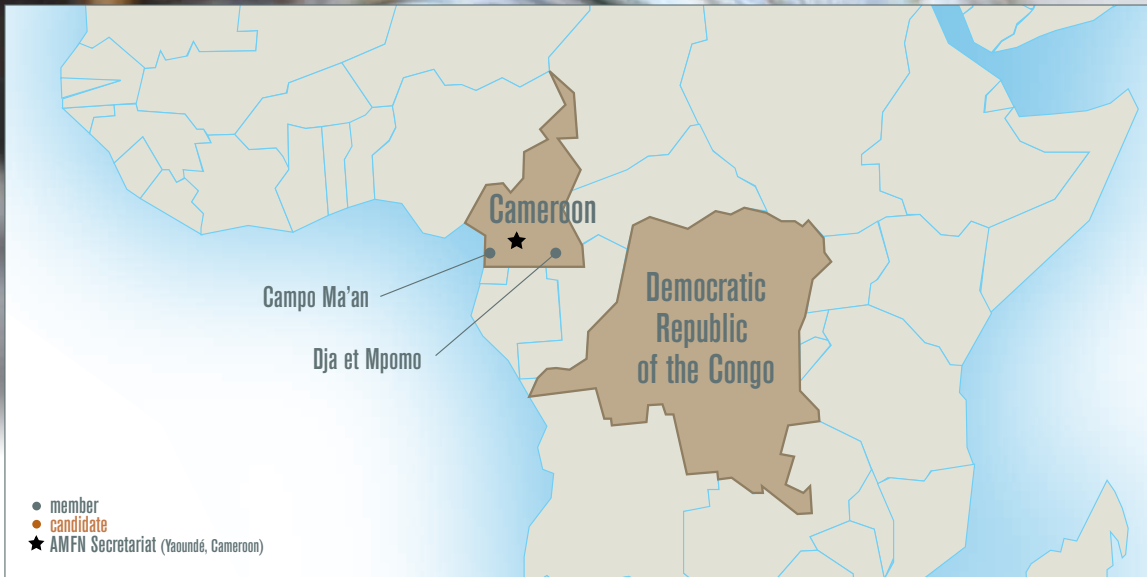 Cameroon
Campo Ma'an
Dja et Mpomo
Democratic
Republic
of the Congo
member
candidate
AMFN Secretariat (Yaoundé, Cameroon)